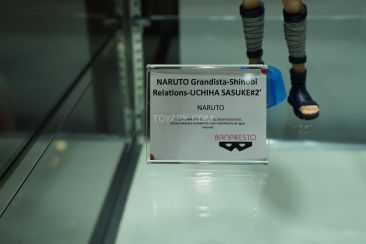 NARUTO Grandista-Shinobi
Relations-UCHIHA SASUKE#2'
NARUTO
BANPRESTO